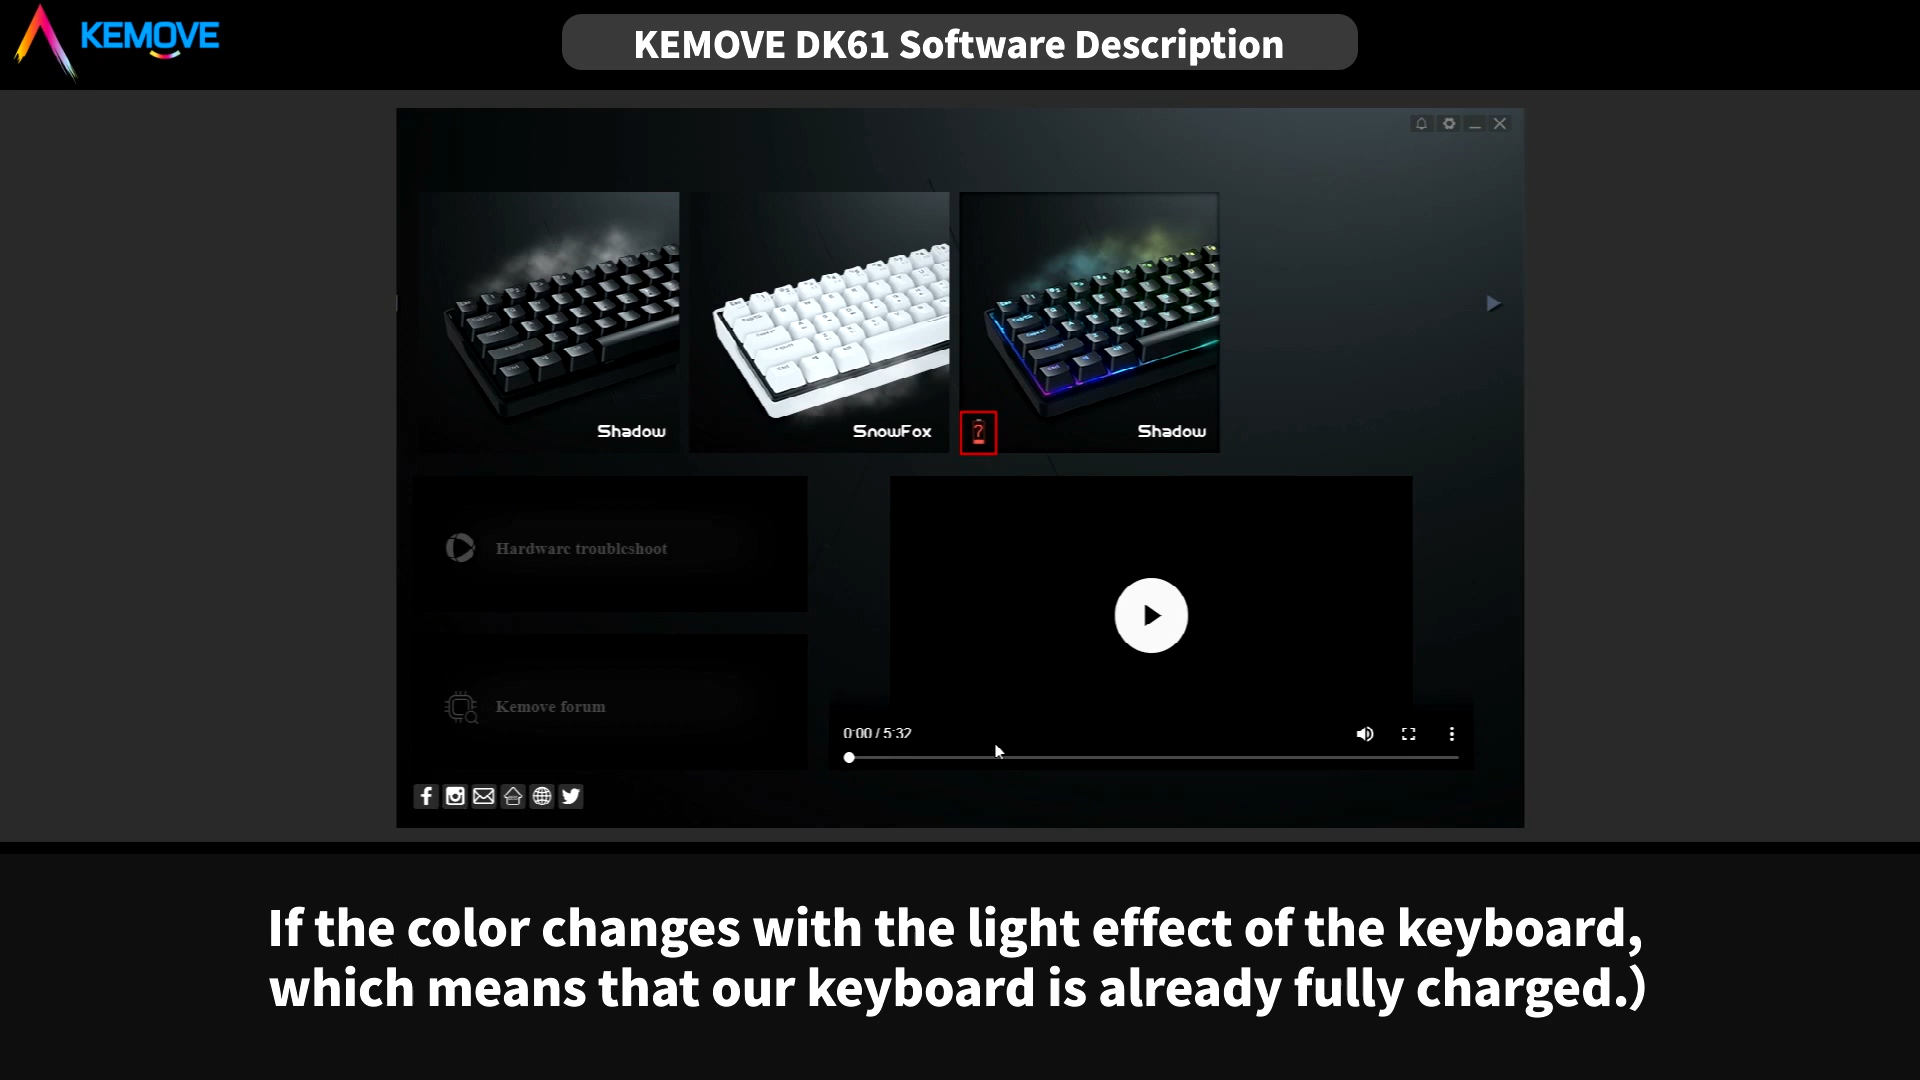 KEMOVE
KEMOVE DK61 Software Description
Shadow
SnowFox
?
Shadow
Hardware troubleshoot
Kemove forum
0:00 / 5:32
If the color changes with the light effect of the keyboard,
which means that our keyboard is already fully charged.)